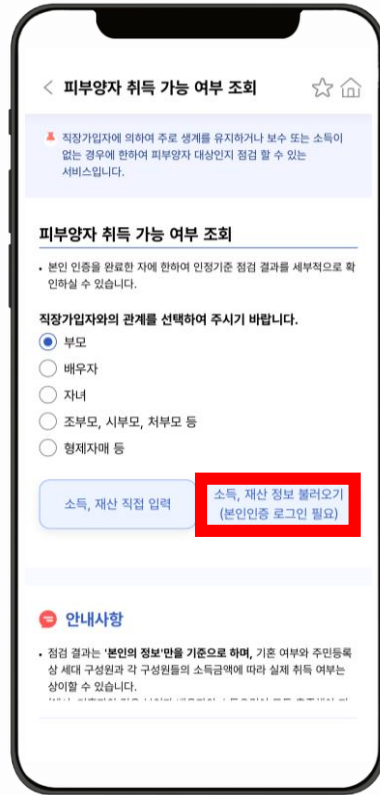 피부양자 취득 가능 여부 조회
직장가입자에 의하여 주로 생계를 유지하거나 보수 또는 소득이
없는 경우에 한하여 피부양자 대상인지 점검 할 수 있는
서비스입니다.
피부양자 취득 가능 여부 조회
• 본인 인증을 완료한 자에 한하여 인정기준 점검 결과를 세부적으로 확
인하실 수 있습니다.
직장가입자와의 관계를 선택하여 주시기 바랍니다.
부모
배우자
자녀
조부모, 시부모, 처부모 등
형제자매 등
소득, 재산 직접 입력
소득, 재산 정보 불러오기
(본인인증 로그인 필요)
안내사항
• 점검 결과는 '본인의 정보'만을 기준으로 하며, 기혼 여부와 주민등록
상 세대 구성원과 각 구성원들의 소득금액에 따라 실제 취득 여부는
상이할 수 있습니다.